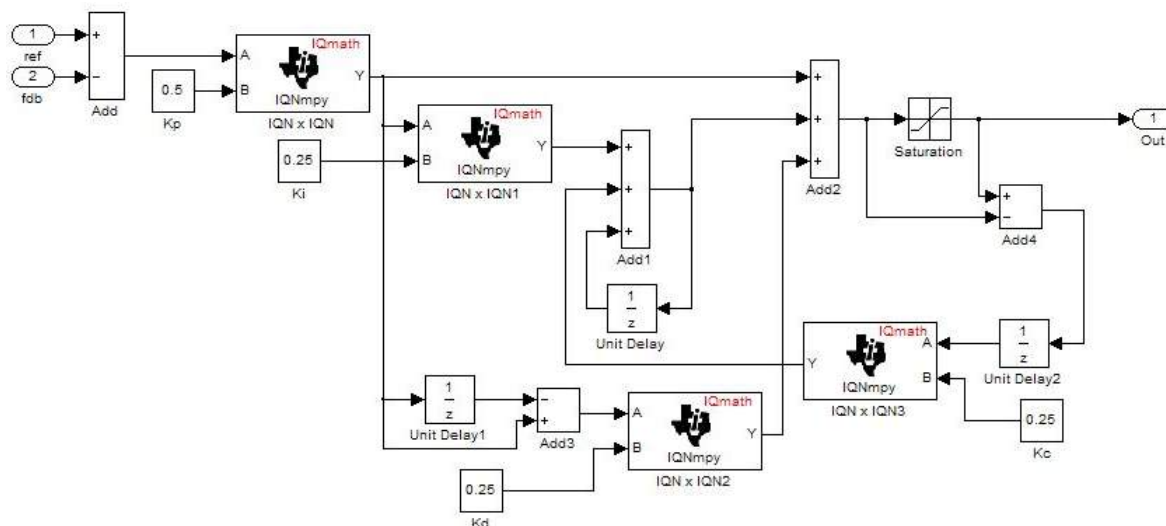 1
ref
2
fdb
+
−
Add
0.5
Kp
IQmath
A
B
Y
IQNmpy
IQN x IQN
0.25
Ki
IQmath
A
B
Y
IQNmpy
IQN x IQN1
+
+
+
Add1
1
z
Unit Delay
+
+
+
Add2
Saturation
1
Out
+
−
Add4
1
z
Unit Delay2
IQmath
Y
A
B
IQNmpy
IQN x IQN3
0.25
Kc
1
z
Unit Delay1
−
+
Add3
IQmath
A
B
Y
IQNmpy
IQN x IQN2
0.25
Kd